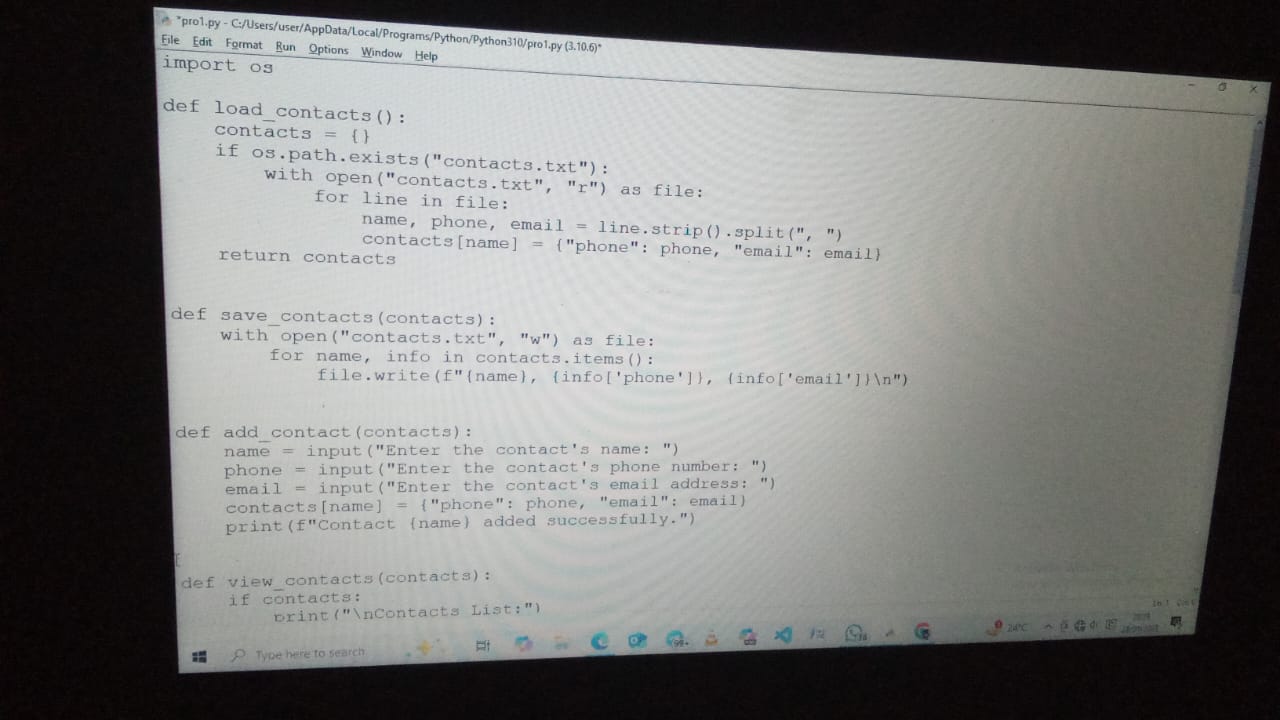 *pro1.py - C:/Users/user/AppData/Local/Programs/Python/Python310/pro1.py (3.10.6)*
File Edit Format Run Options Window Help
import os
def load_contacts():
    contacts = {}
    if os.path.exists("contacts.txt"):
        with open("contacts.txt", "r") as file:
            for line in file:
                name, phone, email = line.strip().split(", ")
                contacts[name] = {"phone": phone, "email": email}
    return contacts
def save_contacts(contacts):
    with open("contacts.txt", "w") as file:
        for name, info in contacts.items():
            file.write(f"{name}, {info['phone']}, {info['email']}\n")
def add_contact(contacts):
    name = input("Enter the contact's name: ")
    phone = input("Enter the contact's phone number: ")
    email = input("Enter the contact's email address: ")
    contacts[name] = {"phone": phone, "email": email}
    print(f"Contact {name} added successfully.")
def view_contacts(contacts):
    if contacts:
        print("\nContacts List:")
Type here to search
24°C